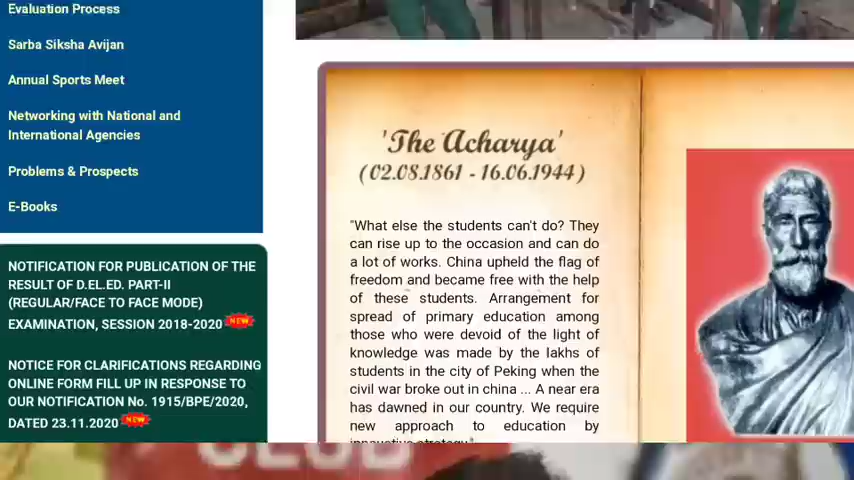 Evaluation Process
Sarba Siksha Avijan
Annual Sports Meet
Networking with National and
International Agencies
Problems & Prospects
E-Books
NOTIFICATION FOR PUBLICATION OF THE
RESULT OF D.EL.ED. PART-II
(REGULAR/FACE TO FACE MODE)
EXAMINATION, SESSION 2018-2020 NEW
NOTICE FOR CLARIFICATIONS REGARDING
ONLINE FORM FILL UP IN RESPONSE TO
OUR NOTIFICATION No. 1915/BPE/2020,
DATED 23.11.2020 NEW
'The Acharya'
(02.08.1861 - 16.06.1944)
"What else the students can't do? They
can rise up to the occasion and can do
a lot of works. China upheld the flag of
freedom and became free with the help
of these students. Arrangement for
spread of primary education among
those who were devoid of the light of
knowledge was made by the lakhs of
students in the city of Peking when the
civil war broke out in china ... A near era
has dawned in our country. We require
new approach to education by
innovative strategy."